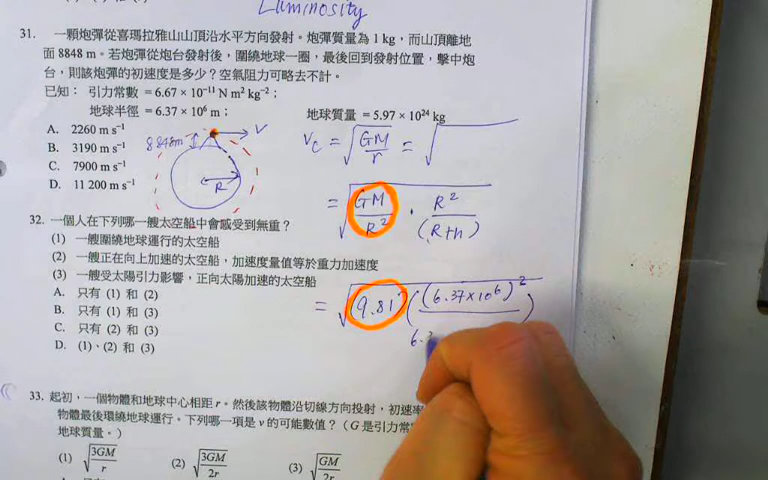 Luminosity
31. 一顆炮彈從喜瑪拉雅山山頂沿水平方向發射。炮彈質量為 1 kg，而山頂離地
面 8848 m。若炮彈從炮台發射後，圍繞地球一圈，最後回到發射位置，擊中炮
台，則該炮彈的初速度是多少？空氣阻力可略去不計。
已知： 引力常數 = 6.67 × 10⁻¹¹ N m² kg⁻²；
地球半徑 = 6.37 × 10⁶ m； 地球質量 = 5.97 × 10²⁴ kg
A. 2260 m s⁻¹
B. 3190 m s⁻¹
C. 7900 m s⁻¹
D. 11 200 m s⁻¹
8848m V
R
Vc = √(GM/r) = √
= √(GM/R² · R²/(R+h))
= √((9.81)((6.37×10⁶)²/6.3
32. 一個人在下列哪一艘太空船中會感受到無重？
(1) 一艘圍繞地球運行的太空船
(2) 一艘正在向上加速的太空船，加速度量值等於重力加速度
(3) 一艘受太陽引力影響，正向太陽加速的太空船
A. 只有 (1) 和 (2)
B. 只有 (1) 和 (3)
C. 只有 (2) 和 (3)
D. (1)、(2) 和 (3)
33. 起初，一個物體和地球中心相距 r。然後該物體沿切線方向投射，初速率
物體最後環繞地球運行。下列哪一項是 v 的可能數值？（G 是引力常
地球質量。）
(1) √(3GM/r) (2) √(3GM/2r) (3) √(GM/2r)